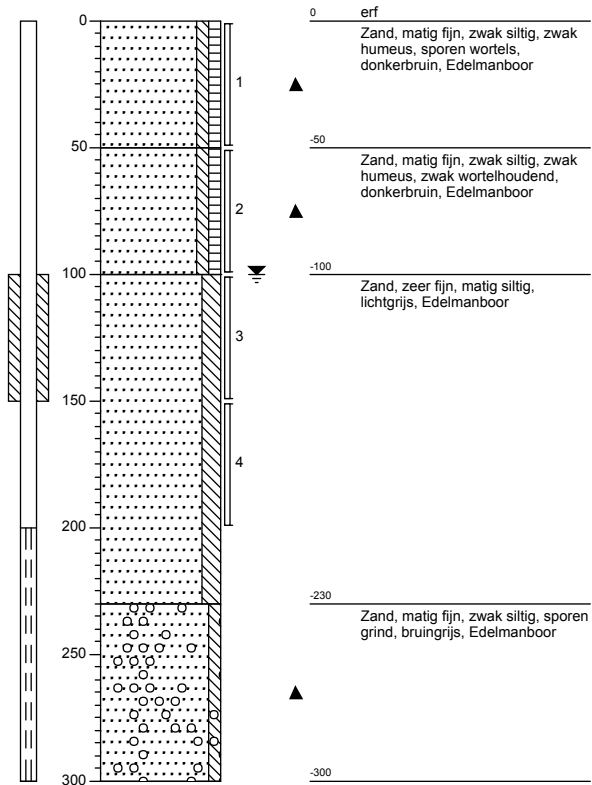 0
0
erf
Zand, matig fijn, zwak siltig, zwak
humeus, sporen wortels,
donkerbruin, Edelmanboor
1
50
-50
Zand, matig fijn, zwak siltig, zwak
humeus, zwak wortelhoudend,
donkerbruin, Edelmanboor
2
100
-100
Zand, zeer fijn, matig siltig,
lichtgrijs, Edelmanboor
3
150
4
200
-230
Zand, matig fijn, zwak siltig, sporen
grind, bruingrijs, Edelmanboor
250
300
-300